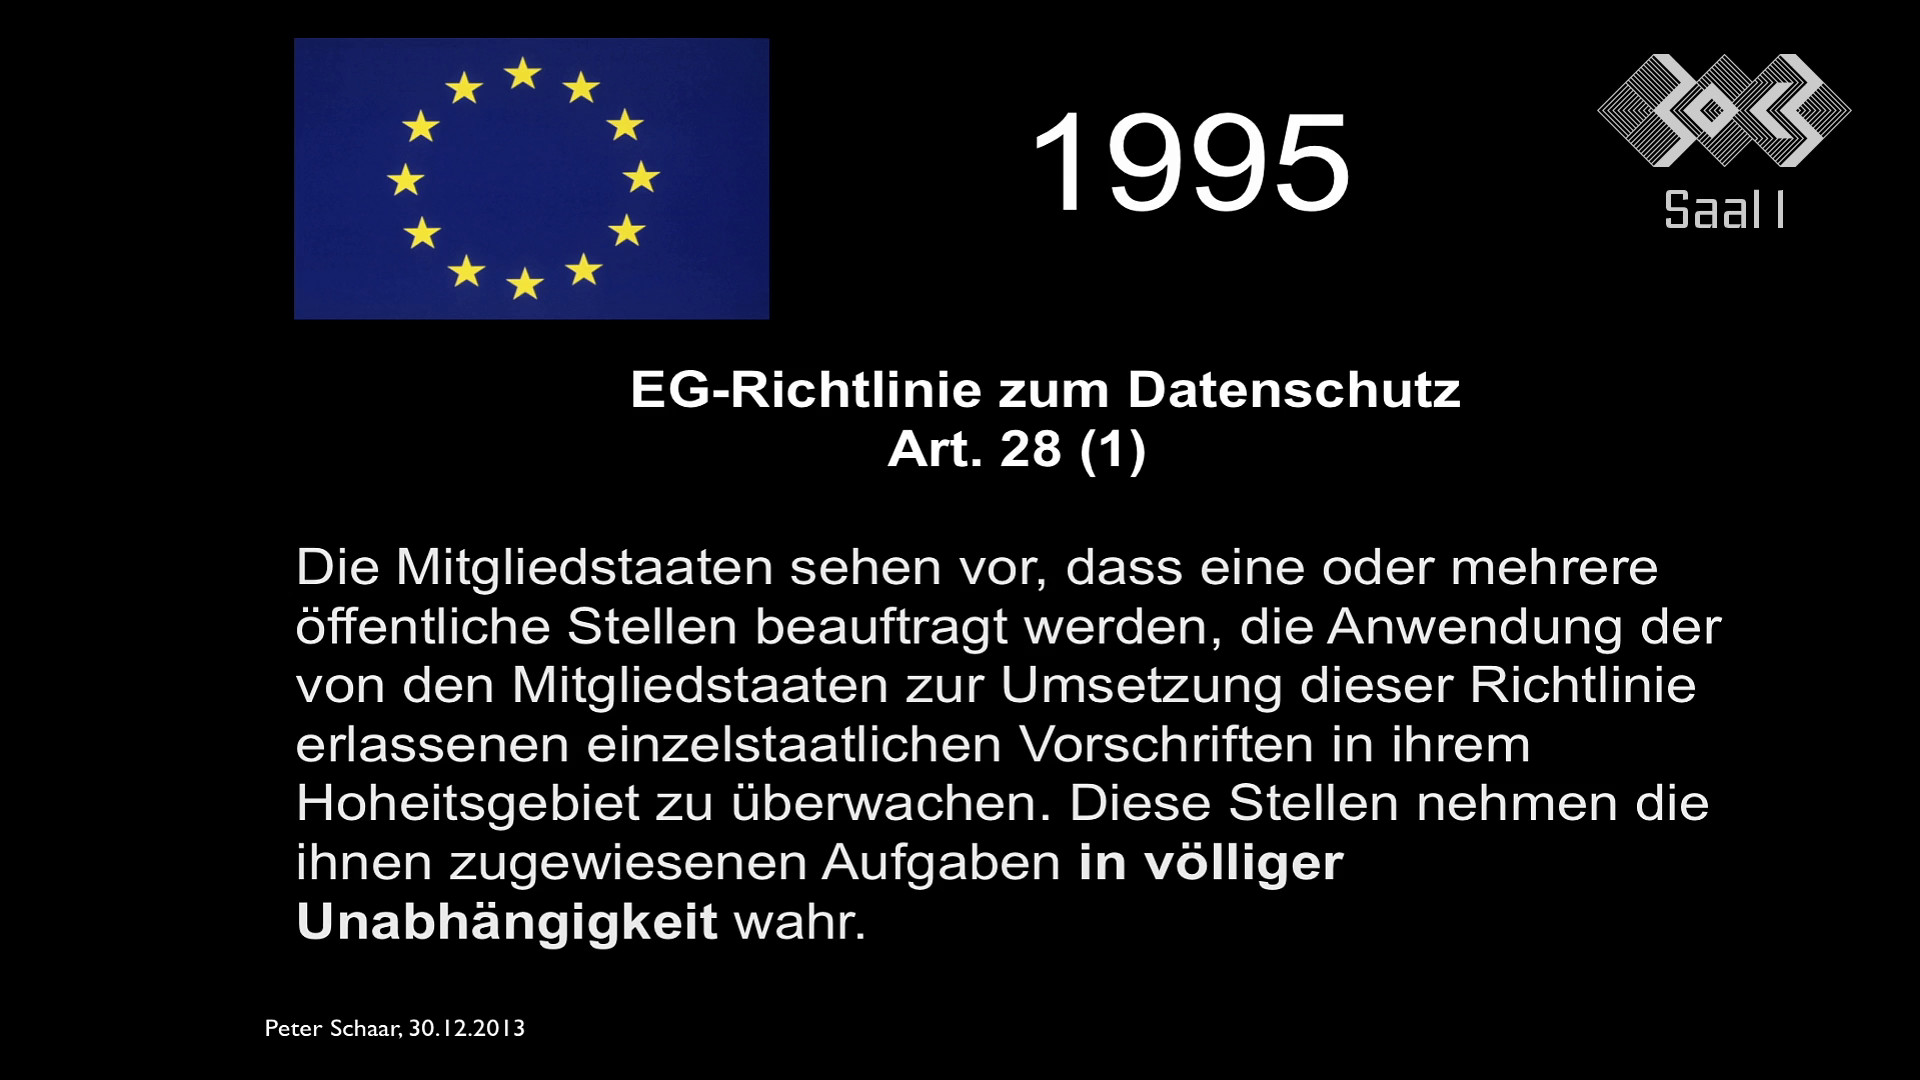 1995
30C3
Saal 1
EG-Richtlinie zum Datenschutz
Art. 28 (1)
Die Mitgliedstaaten sehen vor, dass eine oder mehrere
öffentliche Stellen beauftragt werden, die Anwendung der
von den Mitgliedstaaten zur Umsetzung dieser Richtlinie
erlassenen einzelstaatlichen Vorschriften in ihrem
Hoheitsgebiet zu überwachen. Diese Stellen nehmen die
ihnen zugewiesenen Aufgaben in völliger
Unabhängigkeit wahr.
Peter Schaar, 30.12.2013